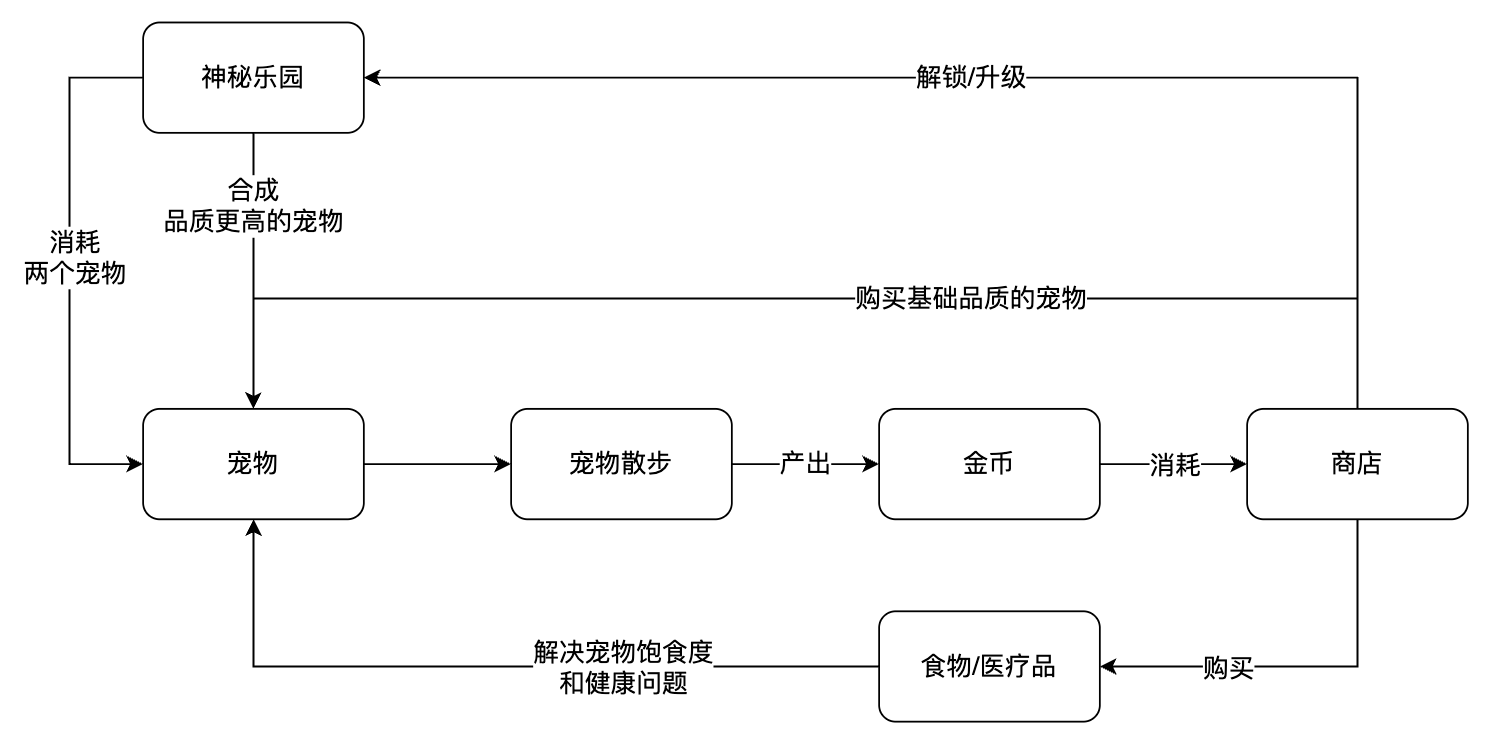 神秘乐园
解锁/升级
合成
品质更高的宠物
消耗
两个宠物
购买基础品质的宠物
宠物
宠物散步
产出
金币
消耗
商店
解决宠物饱食度
和健康问题
食物/医疗品
购买